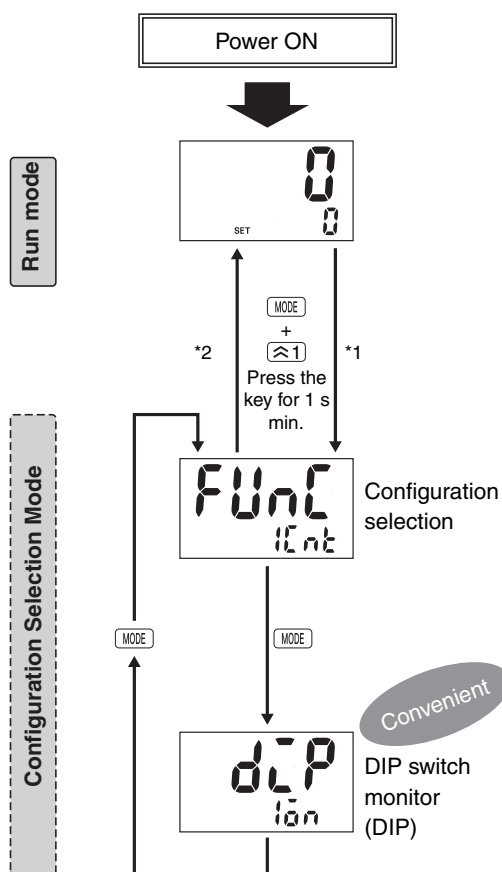 Power ON
Run mode
0
0
SET
MODE
+
1
*2
*1
Press the
key for 1 s
min.
Configuration Selection Mode
FUnC
1Cnt
Configuration
selection
MODE
MODE
Convenient
diP
1on
DIP switch
monitor
(DIP)